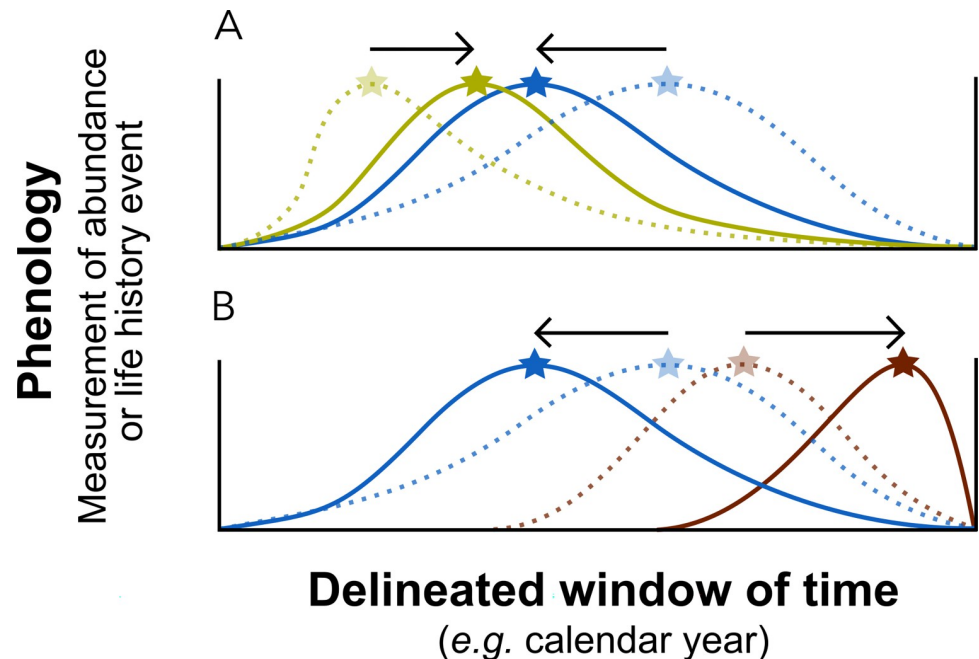 A
B
Phenology
Measurement of abundance
or life history event
Delineated window of time
(e.g. calendar year)